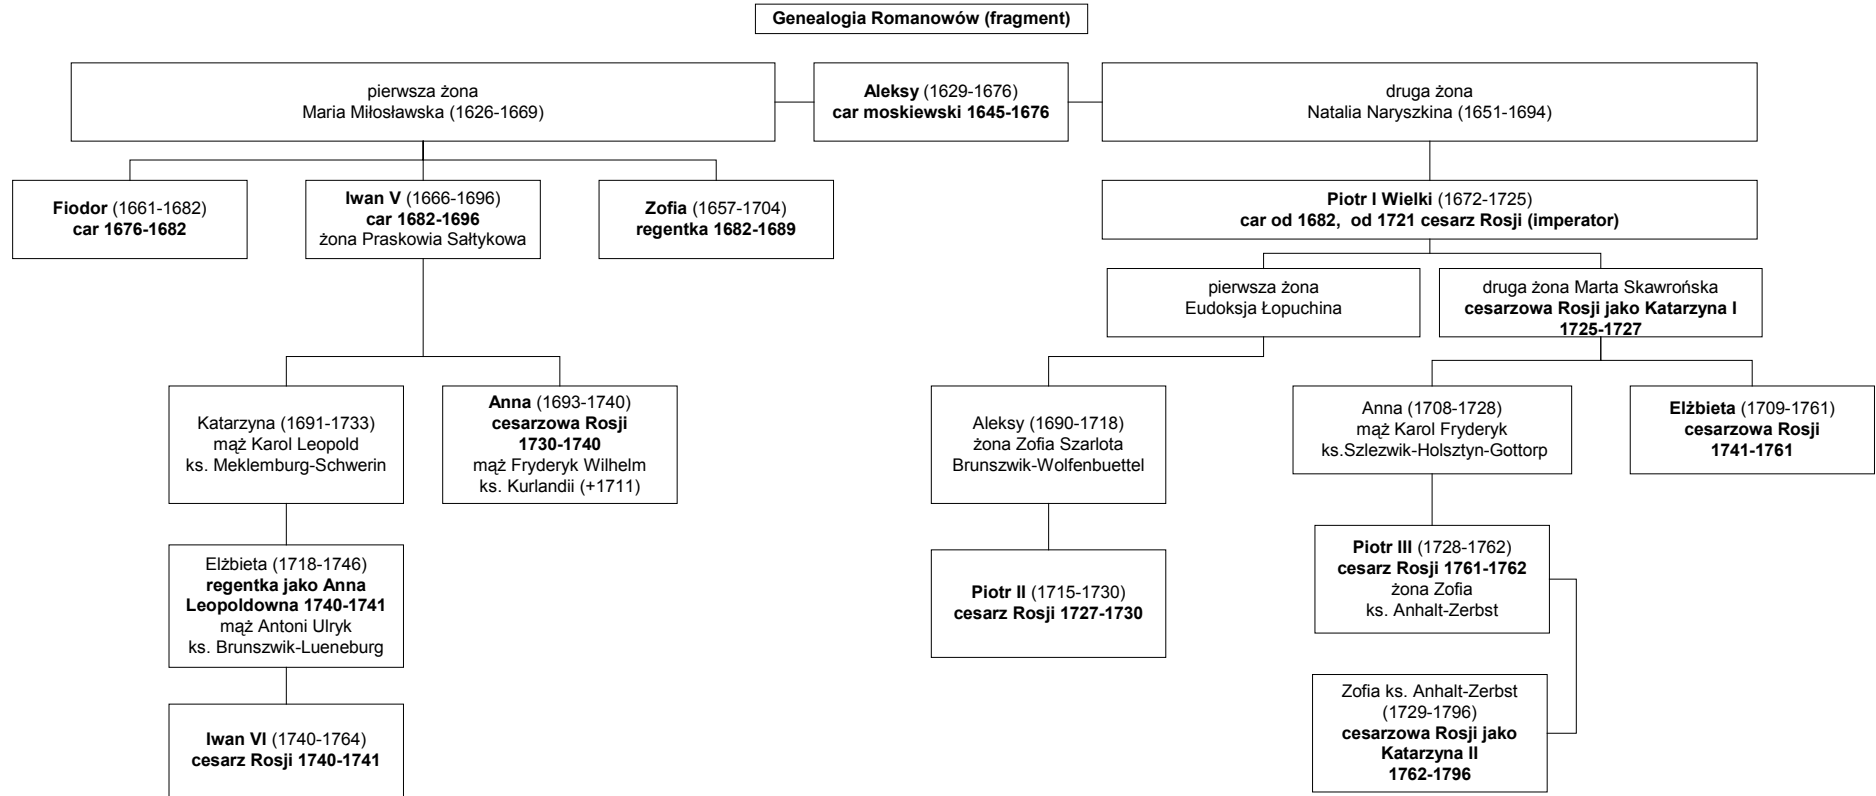 Genealogia Romanowów (fragment)
pierwsza żona
Maria Miłosławska (1626-1669)
Aleksy (1629-1676)
car moskiewski 1645-1676
druga żona
Natalia Naryszkina (1651-1694)
Fiodor (1661-1682)
car 1676-1682
Iwan V (1666-1696)
car 1682-1696
żona Praskowia Sałtykowa
Zofia (1657-1704)
regentka 1682-1689
Piotr I Wielki (1672-1725)
car od 1682, od 1721 cesarz Rosji (imperator)
pierwsza żona
Eudoksja Łopuchina
druga żona Marta Skawrońska
cesarzowa Rosji jako Katarzyna I
1725-1727
Katarzyna (1691-1733)
mąż Karol Leopold
ks. Meklemburg-Schwerin
Anna (1693-1740)
cesarzowa Rosji
1730-1740
mąż Fryderyk Wilhelm
ks. Kurlandii (+1711)
Aleksy (1690-1718)
żona Zofia Szarlota
Brunszwik-Wolfenbuettel
Anna (1708-1728)
mąż Karol Fryderyk
ks.Szlezwik-Holsztyn-Gottorp
Elżbieta (1709-1761)
cesarzowa Rosji
1741-1761
Elżbieta (1718-1746)
regentka jako Anna
Leopoldowna 1740-1741
mąż Antoni Ulryk
ks. Brunszwik-Lueneburg
Piotr II (1715-1730)
cesarz Rosji 1727-1730
Piotr III (1728-1762)
cesarz Rosji 1761-1762
żona Zofia
ks. Anhalt-Zerbst
Iwan VI (1740-1764)
cesarz Rosji 1740-1741
Zofia ks. Anhalt-Zerbst
(1729-1796)
cesarzowa Rosji jako
Katarzyna II
1762-1796